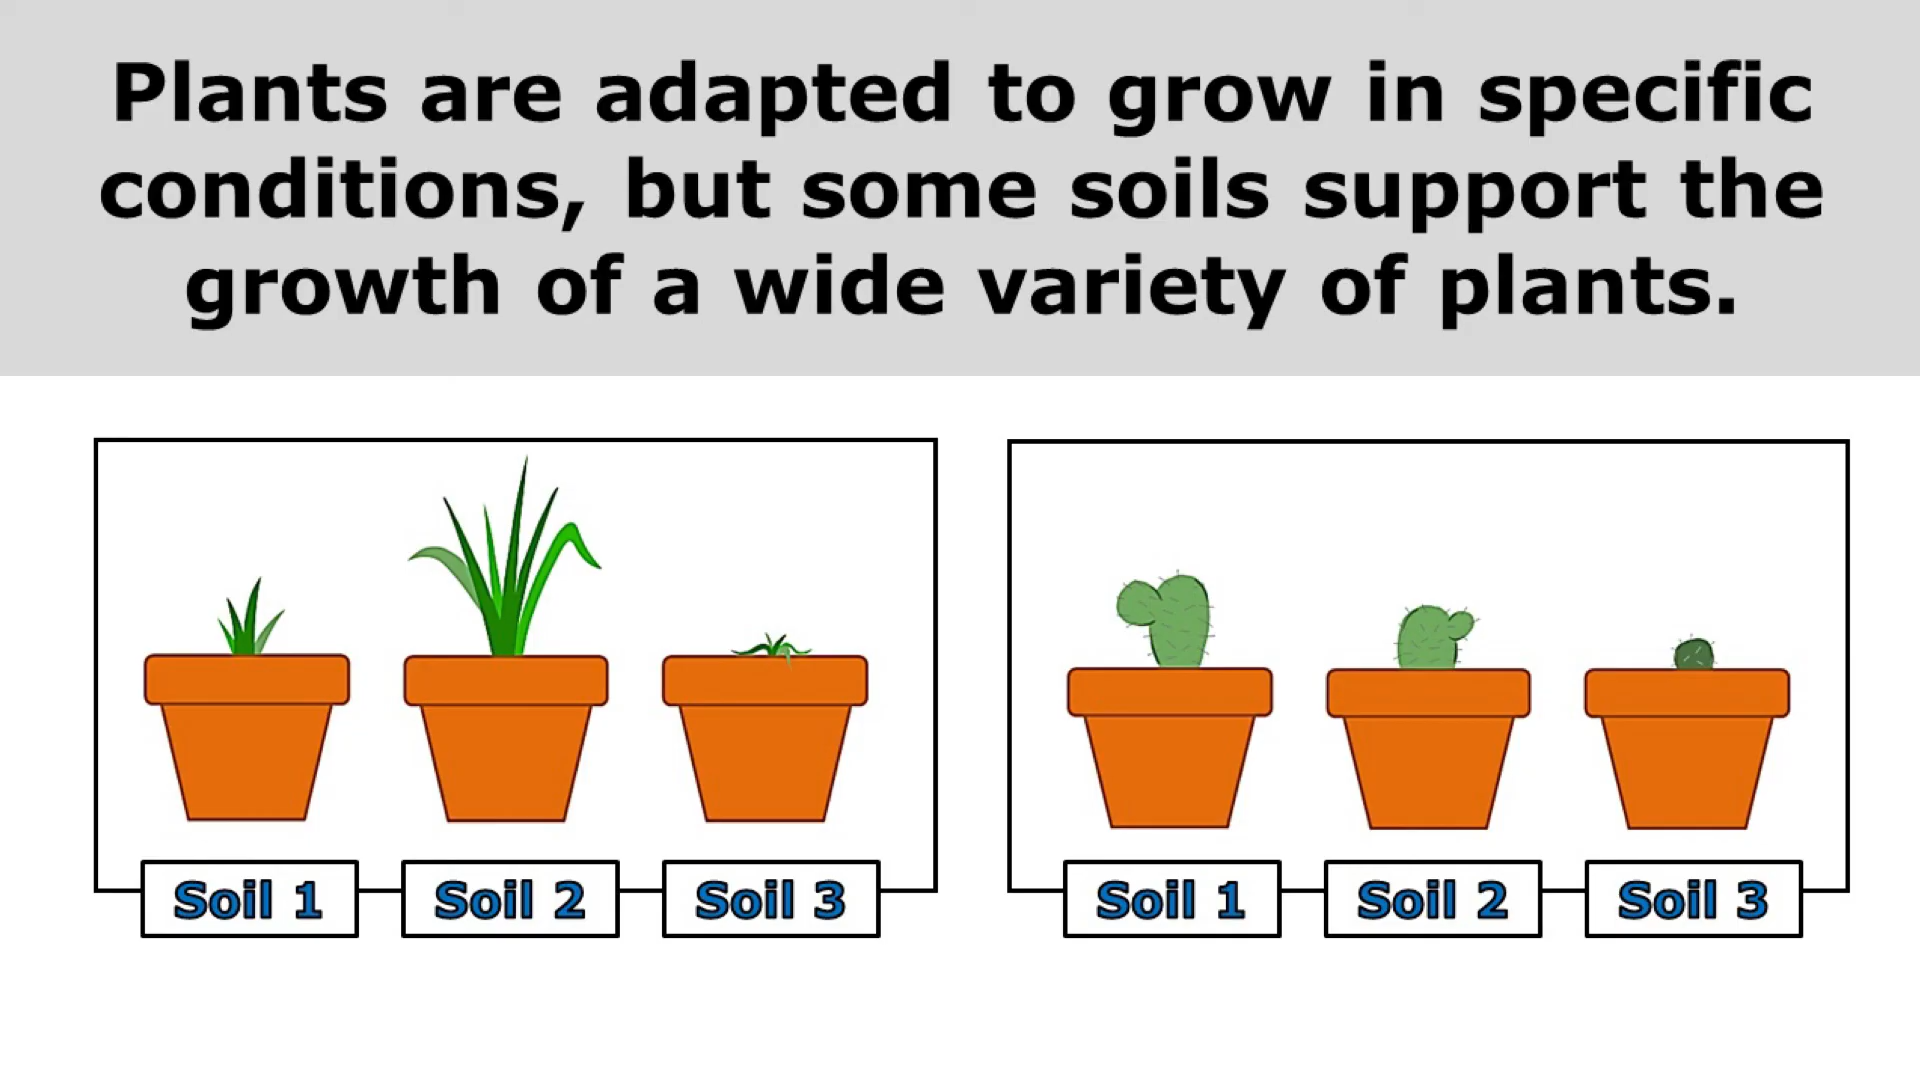 Plants are adapted to grow in specific
conditions, but some soils support the
growth of a wide variety of plants.
Soil 1 Soil 2 Soil 3
Soil 1 Soil 2 Soil 3